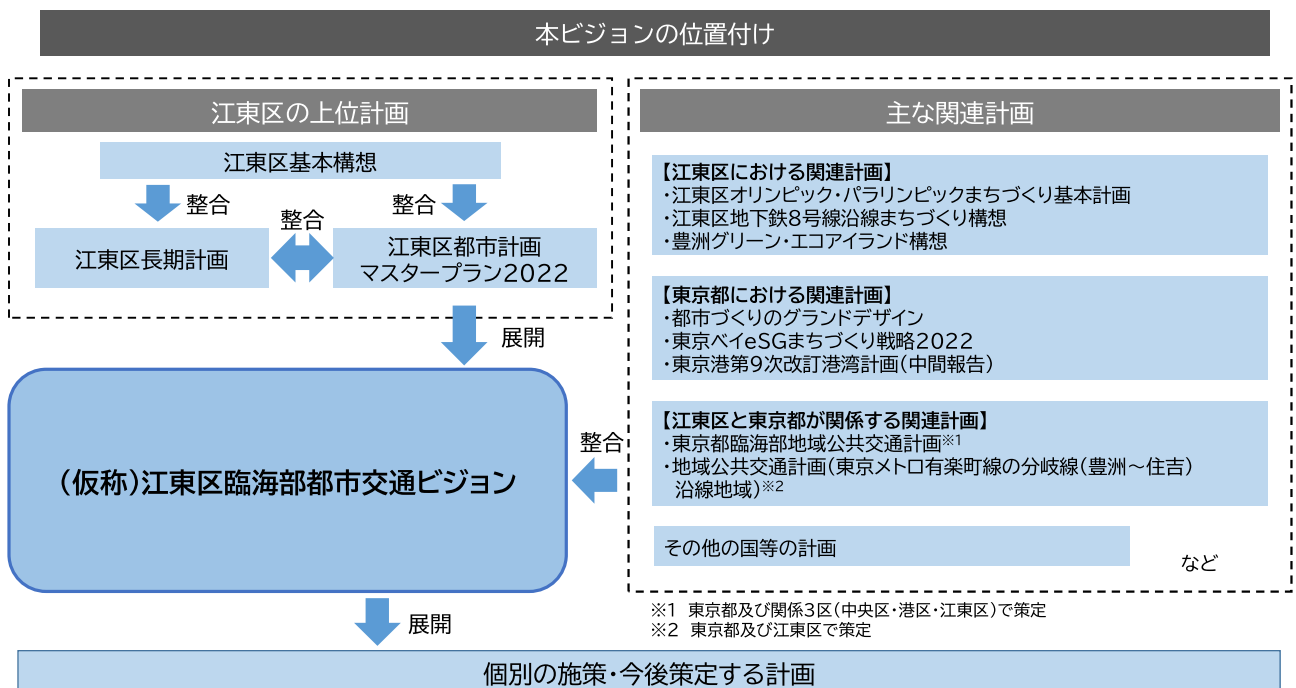 本ビジョンの位置付け
江東区の上位計画
江東区基本構想
整合
整合
整合
江東区長期計画
江東区都市計画
マスタープラン2022
展開
(仮称)江東区臨海部都市交通ビジョン
整合
主な関連計画
【江東区における関連計画】
・江東区オリンピック・パラリンピックまちづくり基本計画
・江東区地下鉄8号線沿線まちづくり構想
・豊洲グリーン・エコアイランド構想
【東京都における関連計画】
・都市づくりのグランドデザイン
・東京ベイeSGまちづくり戦略2022
・東京港第9次改訂港湾計画(中間報告)
【江東区と東京都が関係する関連計画】
・東京都臨海部地域公共交通計画※1
・地域公共交通計画(東京メトロ有楽町線の分岐線(豊洲～住吉)
沿線地域)※2
その他の国等の計画
など
※1 東京都及び関係3区(中央区・港区・江東区)で策定
※2 東京都及び江東区で策定
展開
個別の施策・今後策定する計画